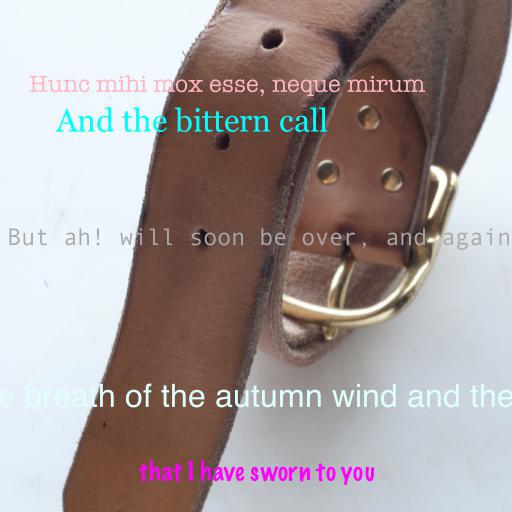 Hunc mihi mox esse, neque mirum
And the bittern call
But ah! will soon be over, and again
breath of the autumn wind and the
that I have sworn to you